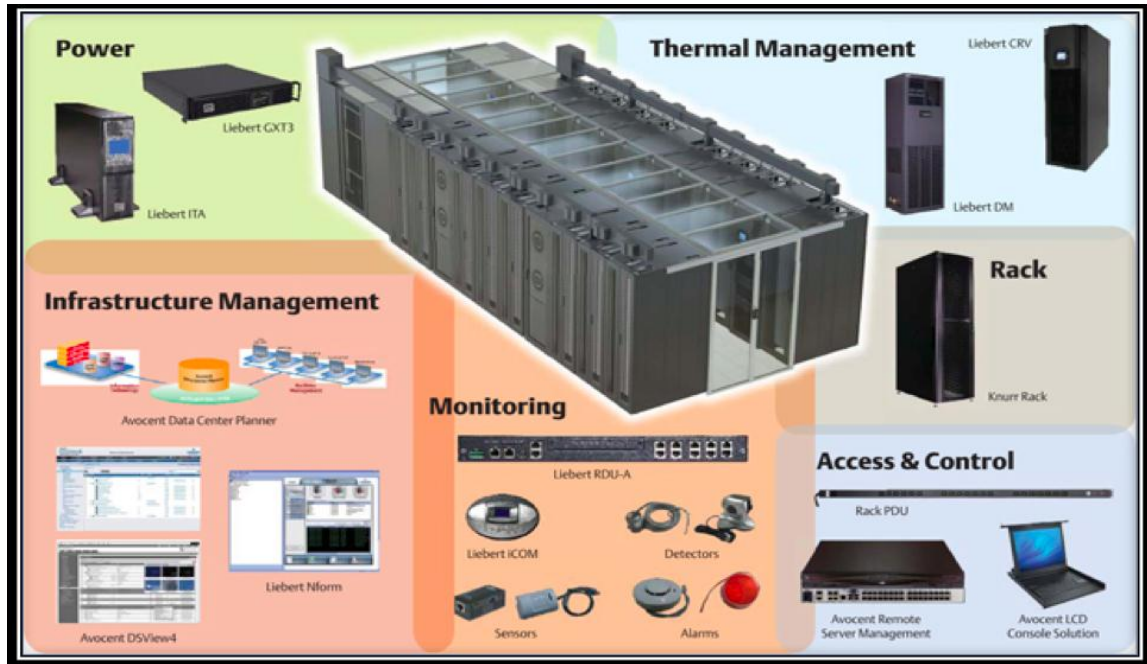 Power
Liebert GXT3
Liebert ITA
Thermal Management
Liebert CRV
Liebert DM
Rack
Knurr Rack
Infrastructure Management
Avocent Data Center Planner
Liebert Nform
Avocent DSView4
Monitoring
Liebert RDU-A
Liebert iCOM
Detectors
Sensors
Alarms
Access & Control
Rack PDU
Avocent Remote
Server Management
Avocent LCD
Console Solution